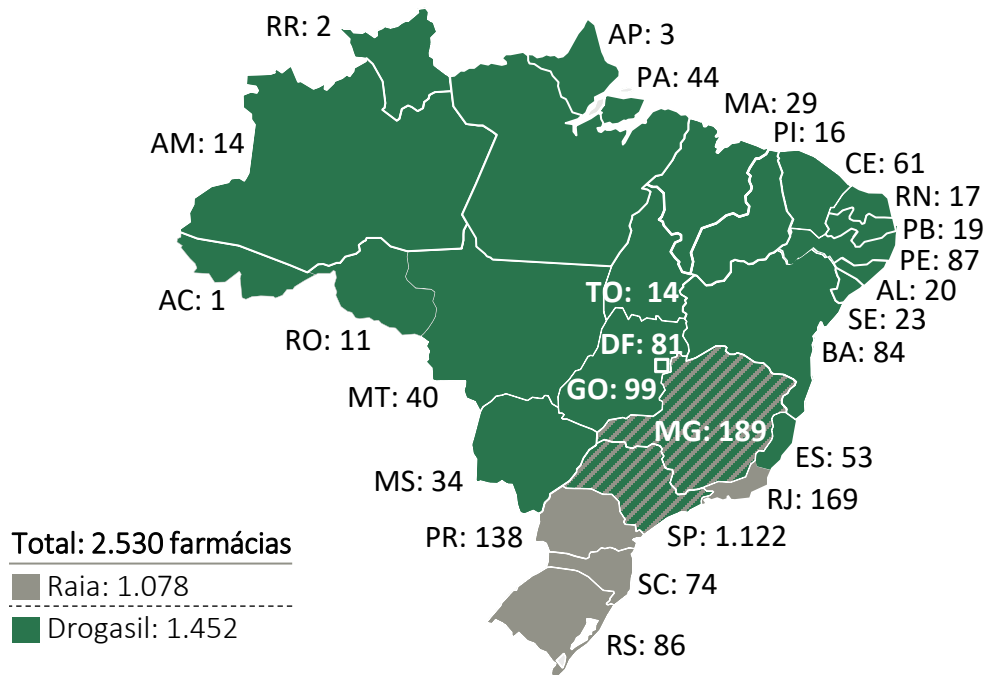 RR: 2
AP: 3
PA: 44
MA: 29
PI: 16
AM: 14
CE: 61
RN: 17
PB: 19
PE: 87
AL: 20
AC: 1
TO: 14
SE: 23
RO: 11
DF: 81
BA: 84
MT: 40
GO: 99
MG: 189
ES: 53
MS: 34
RJ: 169
PR: 138
SP: 1.122
SC: 74
RS: 86
Total: 2.530 farmácias
Raia: 1.078
Drogasil: 1.452